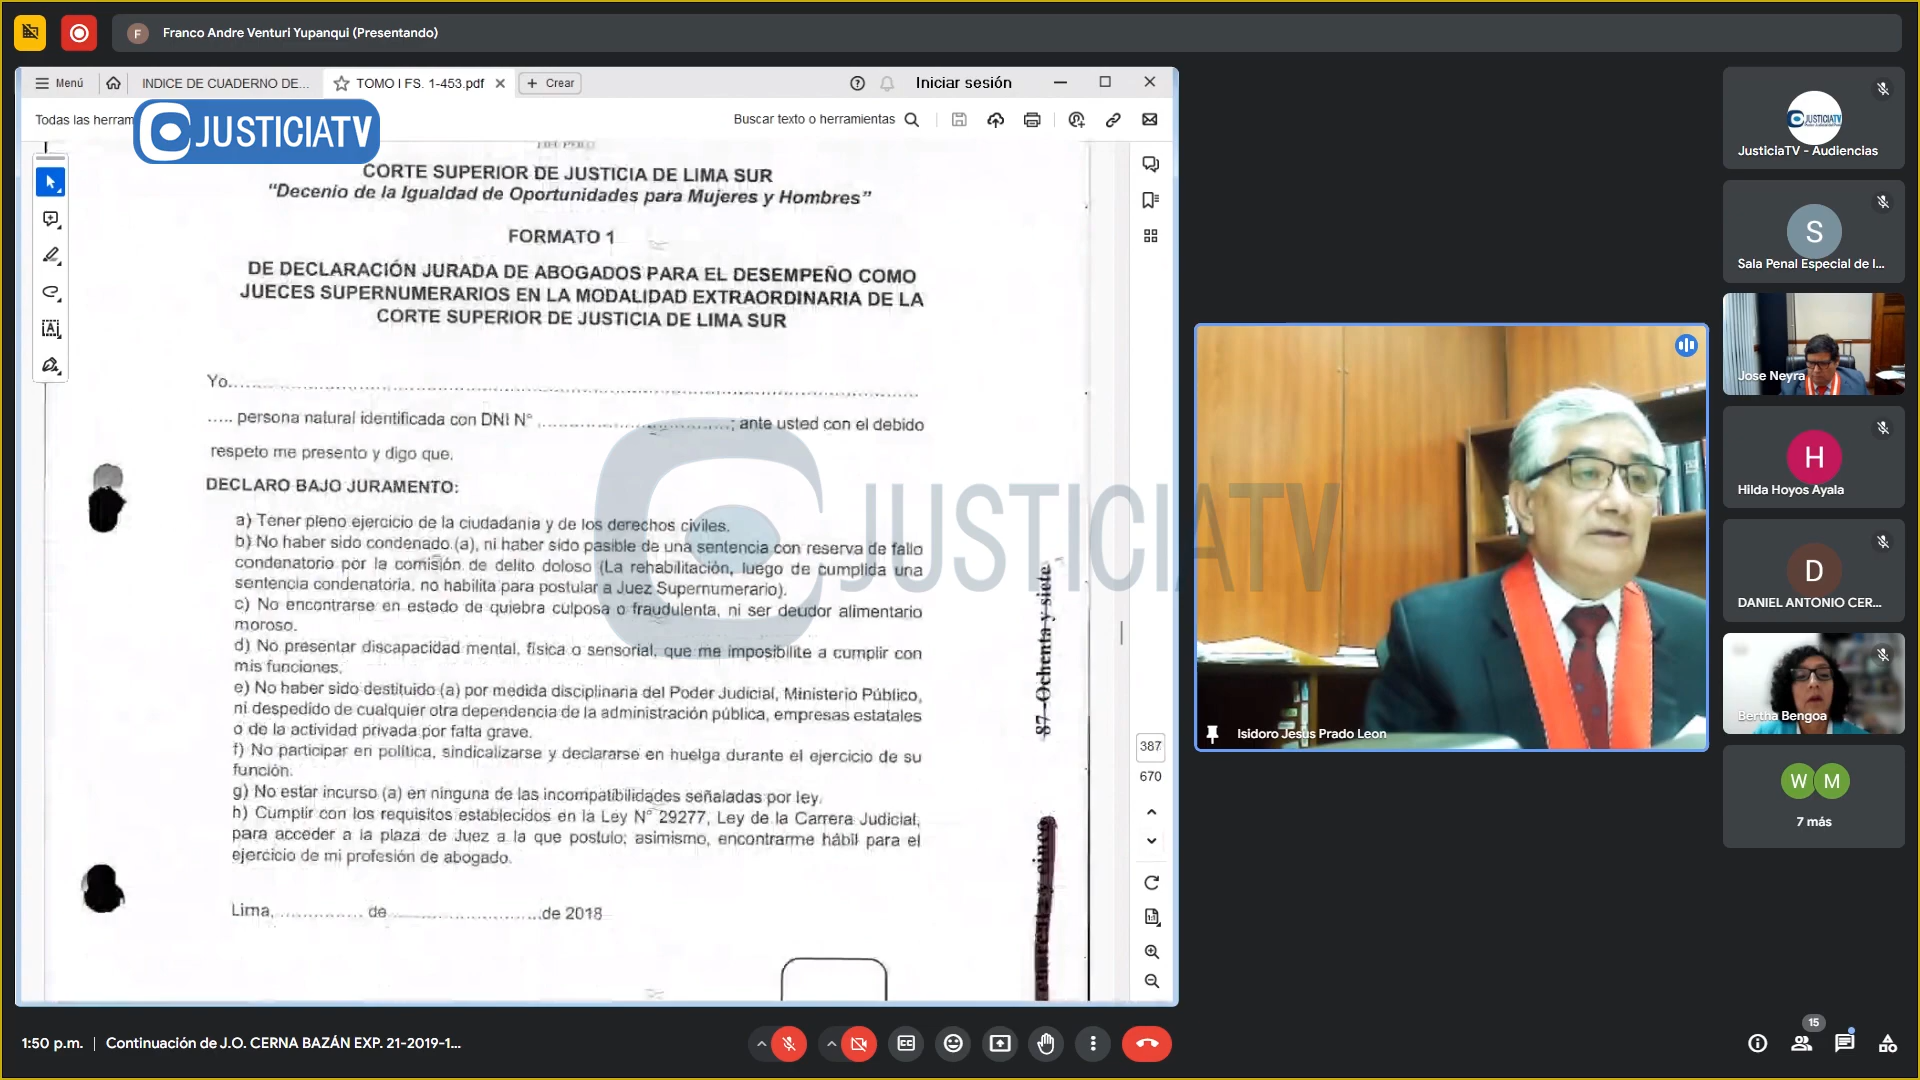 Franco Andre Venturi Yupanqui (Presentando)
F
Menú
INDICE DE CUADERNO DE...
TOMO I FS. 1-453.pdf
Crear
Iniciar sesión
Todas las herram
JUSTICIATV
Buscar texto o herramientas
CORTE SUPERIOR DE JUSTICIA DE LIMA SUR
“Decenio de la Igualdad de Oportunidades para Mujeres y Hombres”
FORMATO 1
DE DECLARACIÓN JURADA DE ABOGADOS PARA EL DESEMPEÑO COMO
JUECES SUPERNUMERARIOS EN LA MODALIDAD EXTRAORDINARIA DE LA
CORTE SUPERIOR DE JUSTICIA DE LIMA SUR
Yo..........................................................................
..... persona natural identificada con DNI N° ..............................; ante usted con el debido
respeto me presento y digo que.
DECLARO BAJO JURAMENTO:
a) Tener pleno ejercicio de la ciudadanía y de los derechos civiles.
b) No haber sido condenado (a), ni haber sido pasible de una sentencia con reserva de fallo
condenatorio por la comisión de delito doloso (La rehabilitación, luego de cumplida una
sentencia condenatoria, no habilita para postular a Juez Supernumerario).
c) No encontrarse en estado de quiebra culposa o fraudulenta, ni ser deudor alimentario
moroso.
d) No presentar discapacidad mental, física o sensorial, que me imposibilite a cumplir con
mis funciones.
e) No haber sido destituido (a) por medida disciplinaria del Poder Judicial, Ministerio Público,
ni despedido de cualquier otra dependencia de la administración pública, empresas estatales
o de la actividad privada por falta grave.
f) No participar en política, sindicalizarse y declararse en huelga durante el ejercicio de su
función.
g) No estar incurso (a) en ninguna de las incompatibilidades señaladas por ley.
h) Cumplir con los requisitos establecidos en la Ley N° 29277, Ley de la Carrera Judicial,
para acceder a la plaza de Juez a la que postulo; asimismo, encontrarme hábil para el
ejercicio de mi profesión de abogado.
Lima, ............... de ..........................de 2018
87 -Ochenta y siete
cuarenta y cinco
387
670
JUSTICIATV
Isidoro Jesus Prado Leon
JUSTICIATV
JusticiaTV - Audiencias
S
Sala Penal Especial de l...
Jose Neyra
H
Hilda Hoyos Ayala
D
DANIEL ANTONIO CER...
Bertha Bengoa
W M
7 más
1:50 p.m. | Continuación de J.O. CERNA BAZÁN EXP. 21-2019-1...
15